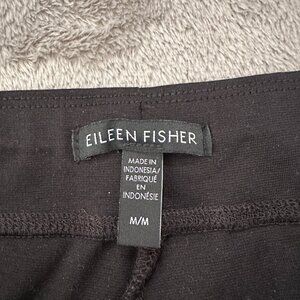 EILEEN FISHER
MADE IN
INDONESIA/
FABRIQUÉ
EN
INDONÉSIE
M/M